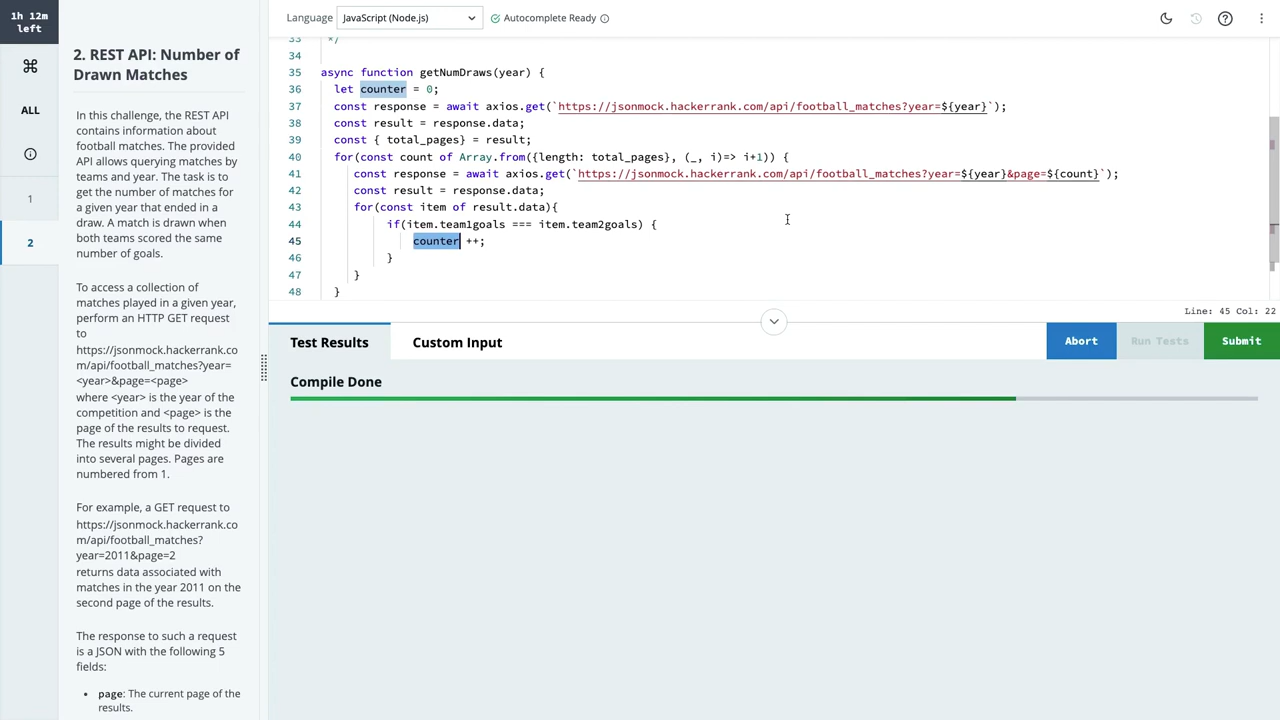 1h 12m
left
Language
JavaScript (Node.js)
Autocomplete Ready
ALL
1
2
2. REST API: Number of
Drawn Matches
In this challenge, the REST API
contains information about
football matches. The provided
API allows querying matches by
teams and year. The task is to
get the number of matches for
a given year that ended in a
draw. A match is drawn when
both teams scored the same
number of goals.
To access a collection of
matches played in a given year,
perform an HTTP GET request
to
https://jsonmock.hackerrank.co
m/api/football_matches?year=
<year>&page=<page>
where <year> is the year of the
competition and <page> is the
page of the results to request.
The results might be divided
into several pages. Pages are
numbered from 1.
For example, a GET request to
https://jsonmock.hackerrank.co
m/api/football_matches?
year=2011&page=2
returns data associated with
matches in the year 2011 on the
second page of the results.
The response to such a request
is a JSON with the following 5
fields:
• page: The current page of the
results.
33 */
34
35 async function getNumDraws(year) {
36 let counter = 0;
37 const response = await axios.get(`https://jsonmock.hackerrank.com/api/football_matches?year=${year}`);
38 const result = response.data;
39 const { total_pages} = result;
40 for(const count of Array.from({length: total_pages}, (_, i)=> i+1)) {
41 const response = await axios.get(`https://jsonmock.hackerrank.com/api/football_matches?year=${year}&page=${count}`);
42 const result = response.data;
43 for(const item of result.data){
44 if(item.team1goals === item.team2goals) {
45 counter ++;
46 }
47 }
48 }
Line: 45 Col: 22
Test Results
Custom Input
Abort
Run Tests
Submit
Compile Done